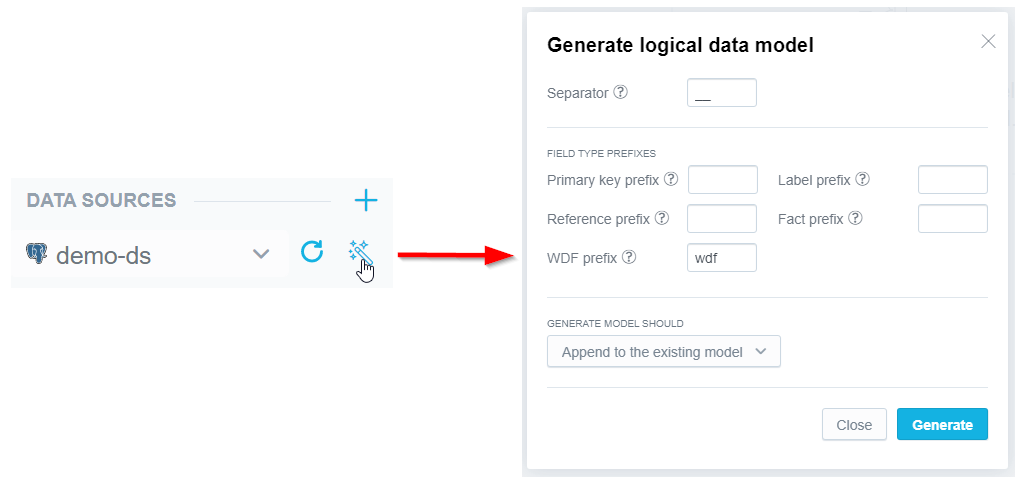 DATA SOURCES
demo-ds
Generate logical data model
Separator ?
__
FIELD TYPE PREFIXES
Primary key prefix ? Label prefix ?
Reference prefix ? Fact prefix ?
WDF prefix ? wdf
GENERATE MODEL SHOULD
Append to the existing model
Close Generate